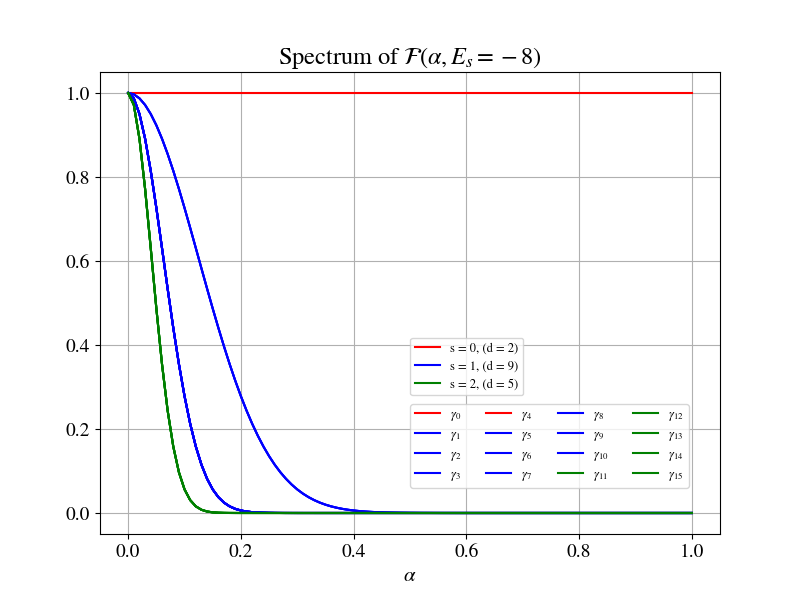 Spectrum of 𝓕(α, E_s = −8)
1.0
0.8
0.6
0.4
0.2
0.0
s = 0, (d = 2)
s = 1, (d = 9)
s = 2, (d = 5)
γ₀ γ₄ γ₈ γ₁₂
γ₁ γ₅ γ₉ γ₁₃
γ₂ γ₆ γ₁₀ γ₁₄
γ₃ γ₇ γ₁₁ γ₁₅
0.0 0.2 0.4 0.6 0.8 1.0
α